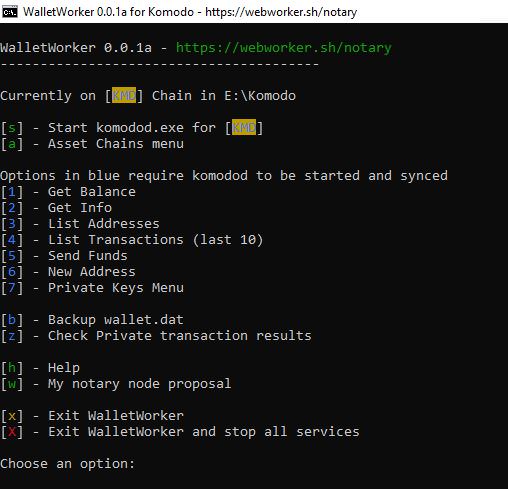 WalletWorker 0.0.1a for Komodo - https://webworker.sh/notary
WalletWorker 0.0.1a - https://webworker.sh/notary
----------------------------------------
Currently on [KMD] Chain in E:\Komodo
[s] - Start komodod.exe for [KMD]
[a] - Asset Chains menu
Options in blue require komodod to be started and synced
[1] - Get Balance
[2] - Get Info
[3] - List Addresses
[4] - List Transactions (last 10)
[5] - Send Funds
[6] - New Address
[7] - Private Keys Menu
[b] - Backup wallet.dat
[z] - Check Private transaction results
[h] - Help
[w] - My notary node proposal
[x] - Exit WalletWorker
[X] - Exit WalletWorker and stop all services
Choose an option: